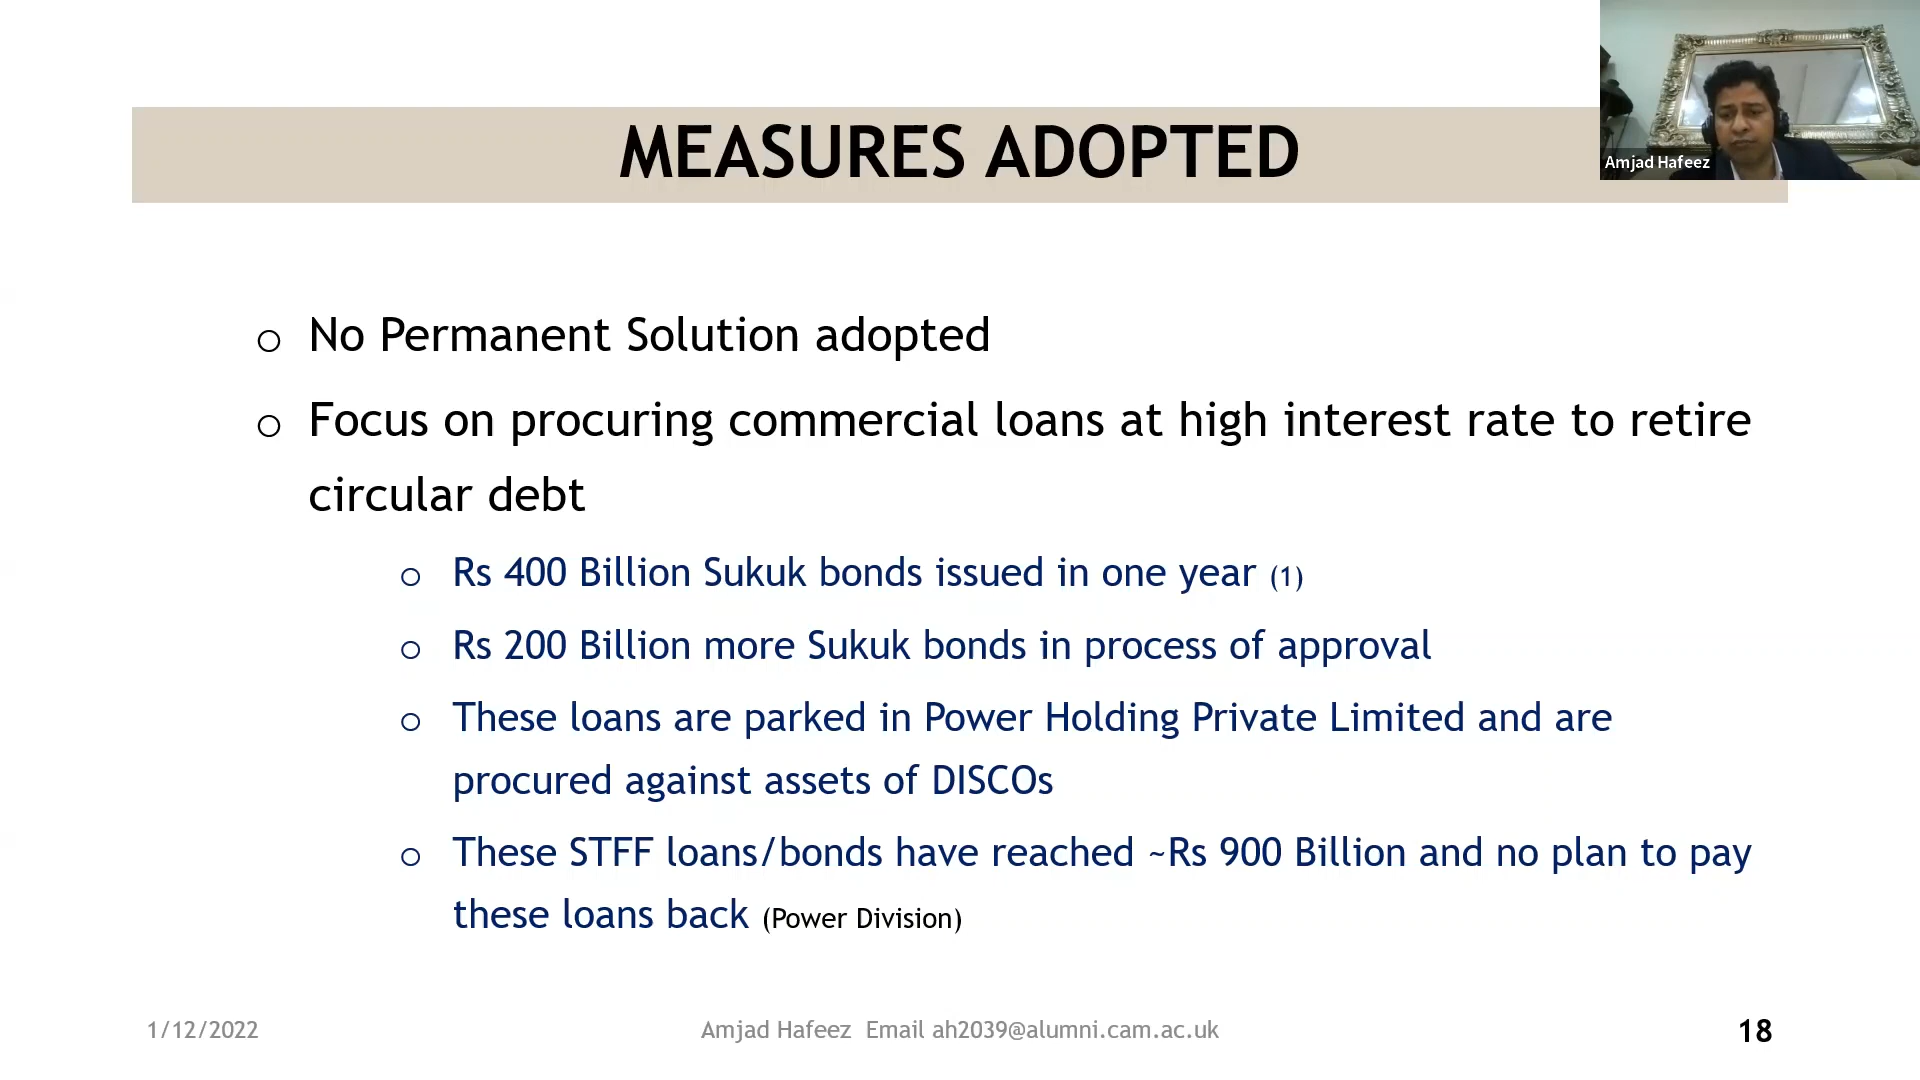 MEASURES ADOPTED
Amjad Hafeez
o No Permanent Solution adopted
o Focus on procuring commercial loans at high interest rate to retire
circular debt
o Rs 400 Billion Sukuk bonds issued in one year (1)
o Rs 200 Billion more Sukuk bonds in process of approval
o These loans are parked in Power Holding Private Limited and are
procured against assets of DISCOs
o These STFF loans/bonds have reached ~Rs 900 Billion and no plan to pay
these loans back (Power Division)
1/12/2022
Amjad Hafeez  Email ah2039@alumni.cam.ac.uk
18